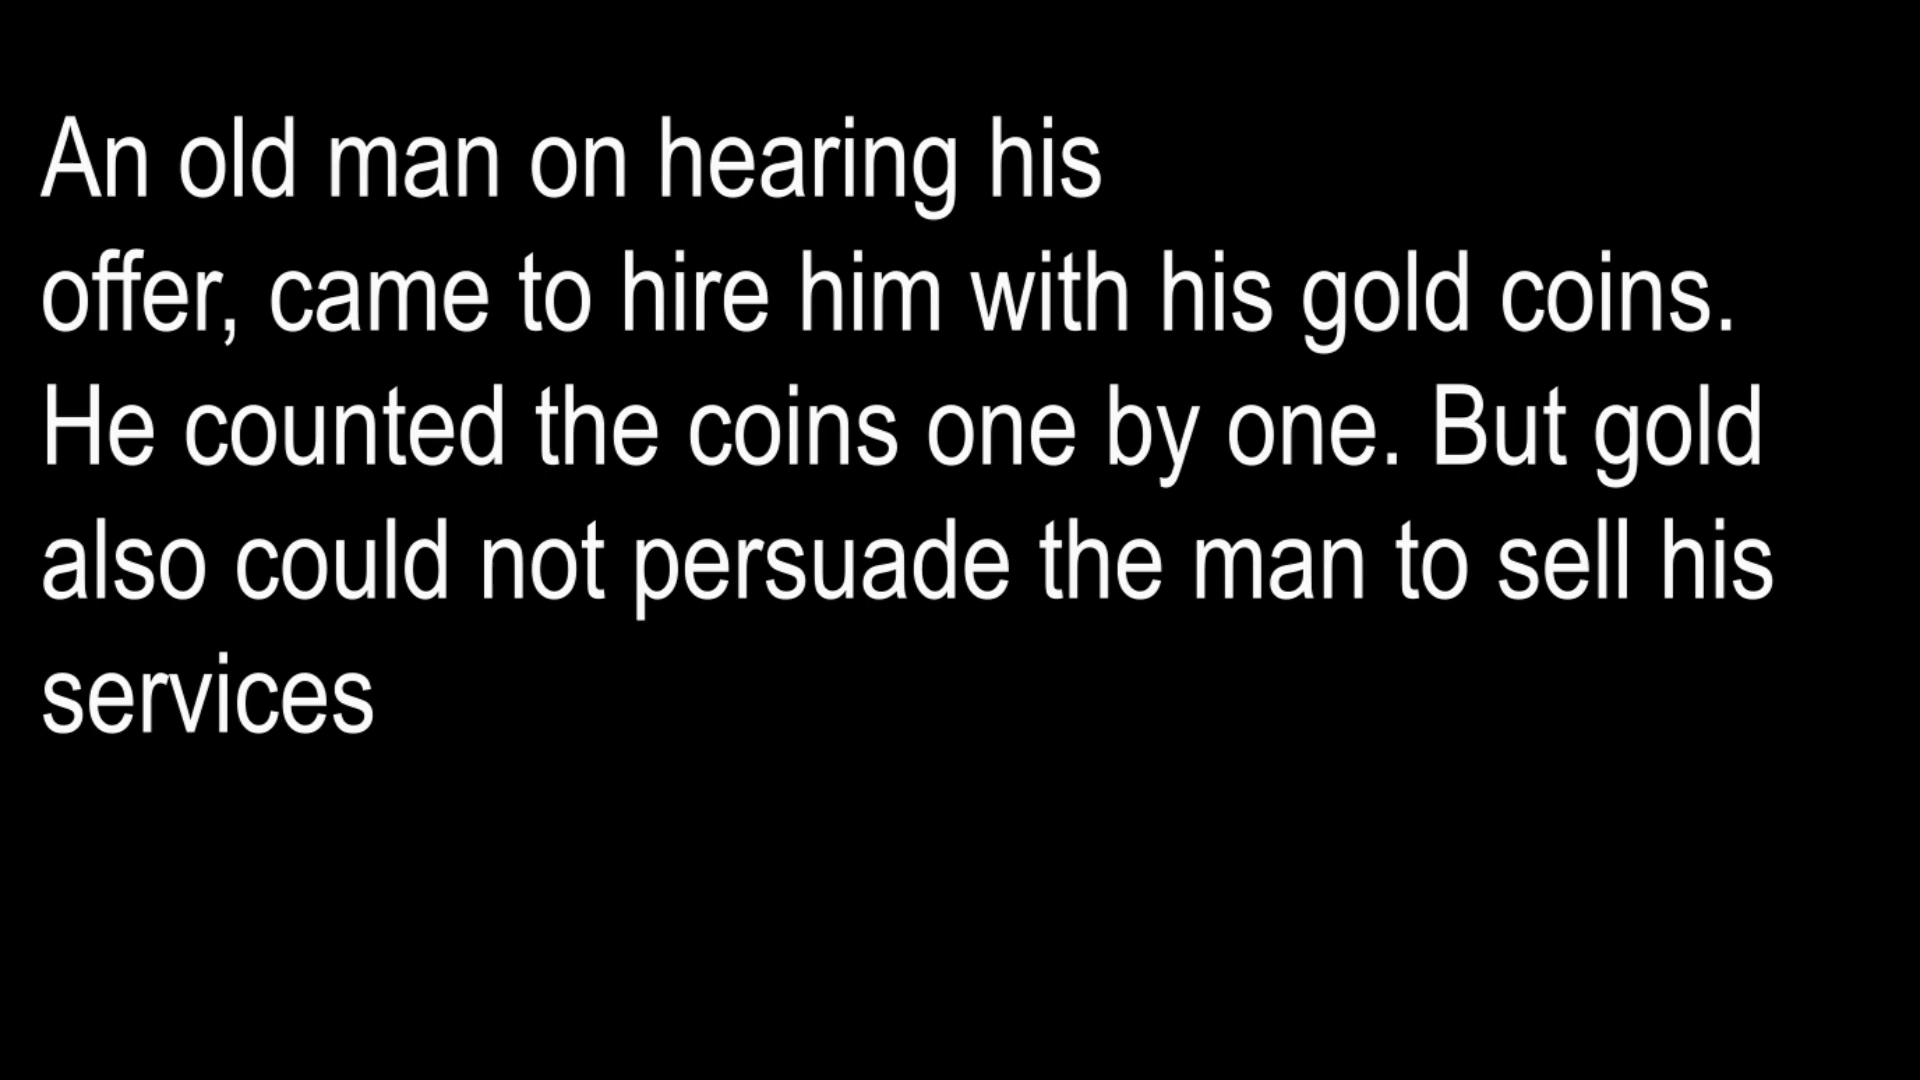 An old man on hearing his
offer, came to hire him with his gold coins.
He counted the coins one by one. But gold
also could not persuade the man to sell his
services